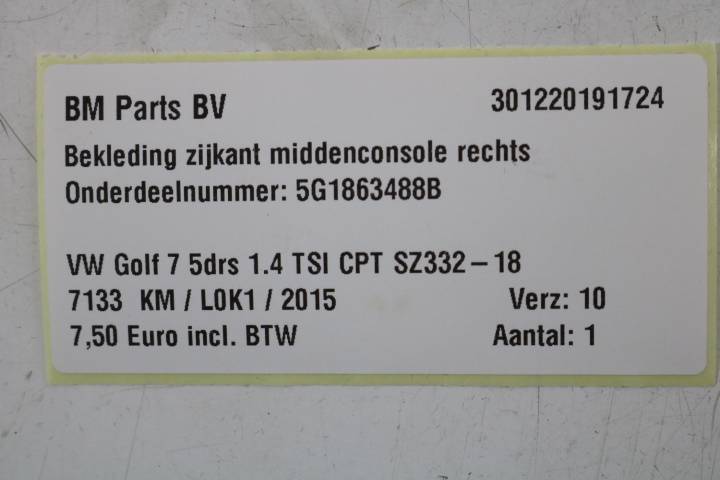 BM Parts BV 301220191724
Bekleding zijkant middenconsole rechts
Onderdeelnummer: 5G1863488B
VW Golf 7 5drs 1.4 TSI CPT SZ332-18
7133 KM / L0K1 / 2015 Verz: 10
7,50 Euro incl. BTW Aantal: 1